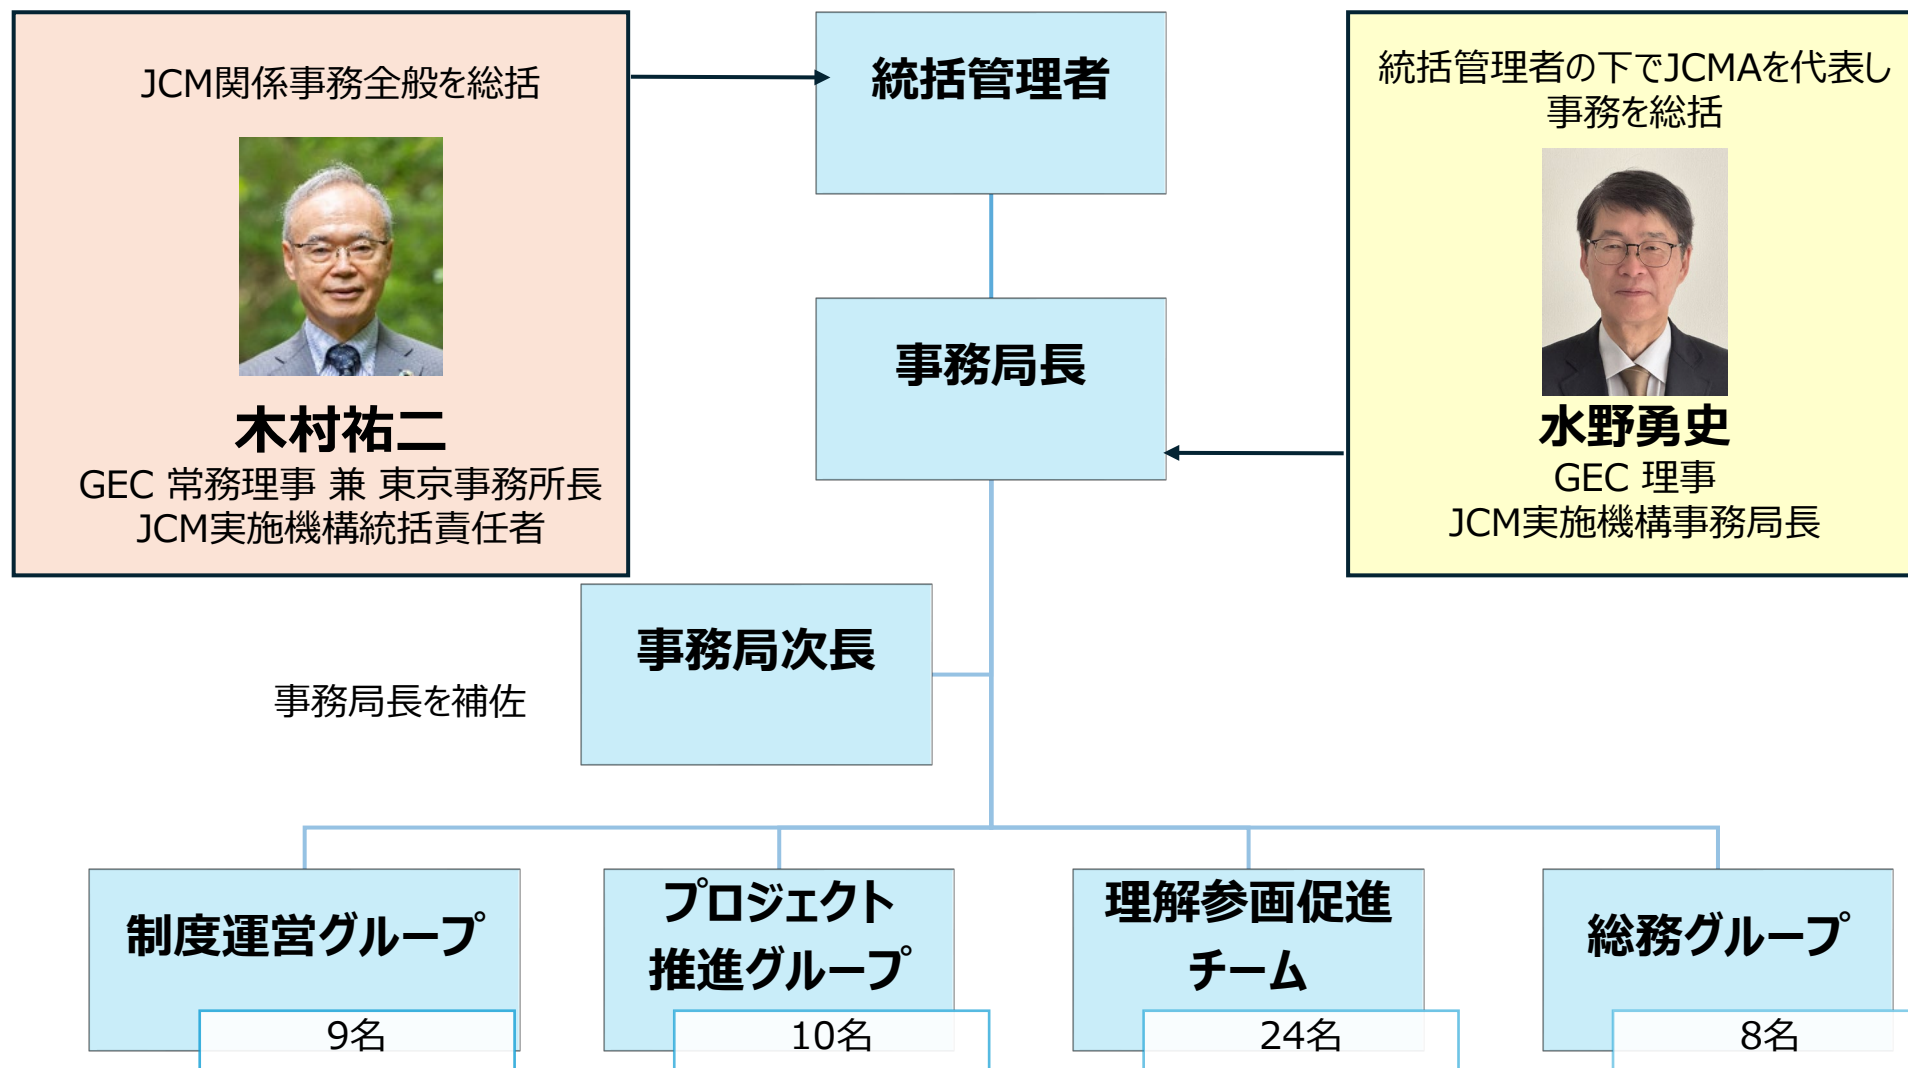 JCM関係事務全般を総括
木村祐二
GEC 常務理事 兼 東京事務所長
JCM実施機構統括責任者
統括管理者
統括管理者の下でJCMAを代表し
事務を総括
水野勇史
GEC 理事
JCM実施機構事務局長
事務局長
事務局次長
事務局長を補佐
制度運営グループ
9名
プロジェクト
推進グループ
10名
理解参画促進
チーム
24名
総務グループ
8名